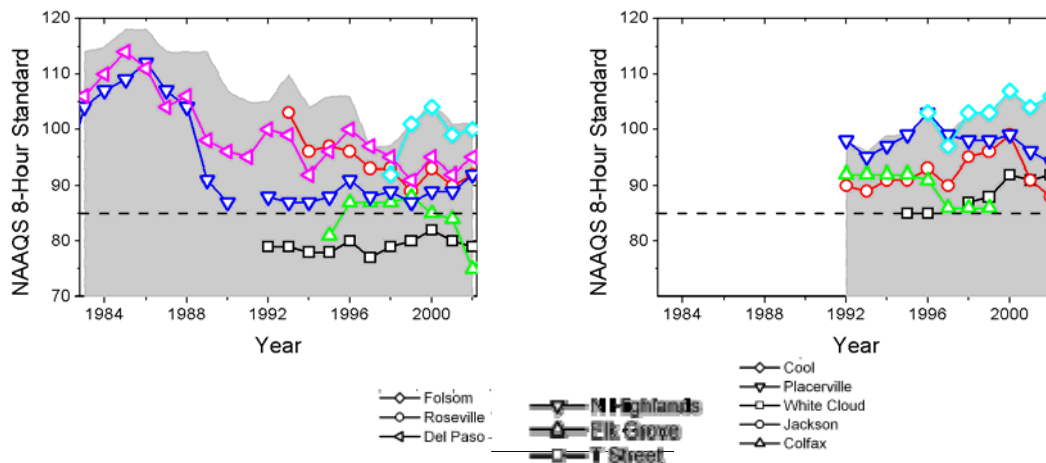 120
110
100
90
80
70
NAAQS 8-Hour Standard
1984 1988 1992 1996 2000
Year
120
110
100
90
80
NAAQS 8-Hour Standard
1984 1988 1992 1996 2000
Year
Folsom
Roseville
Del Paso
N Highlands
Elk Grove
T Street
Cool
Placerville
White Cloud
Jackson
Colfax